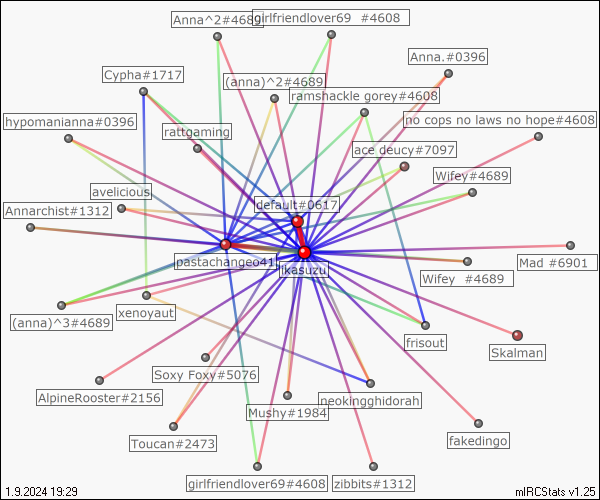 Anna^2#4689
girlfriendlover69 #4608
Anna.#0396
Cypha#1717
(anna)^2#4689
ramshackle gorey#4608
hypomanianna#0396
rattgaming
no cops no laws no hope#4608
ace deucy#7097
Wifey#4689
avelicious
default#0617
Annarchist#1312
pastachangeo41
ikasuzu
Wifey #4689
Mad #6901
(anna)^3#4689
xenoyaut
frisout
Skalman
Soxy Foxy#5076
AlpineRooster#2156
neokingghidorah
Mushy#1984
Toucan#2473
fakedingo
girlfriendlover69#4608
zibbits#1312
1.9.2024 19:29
mIRCStats v1.25